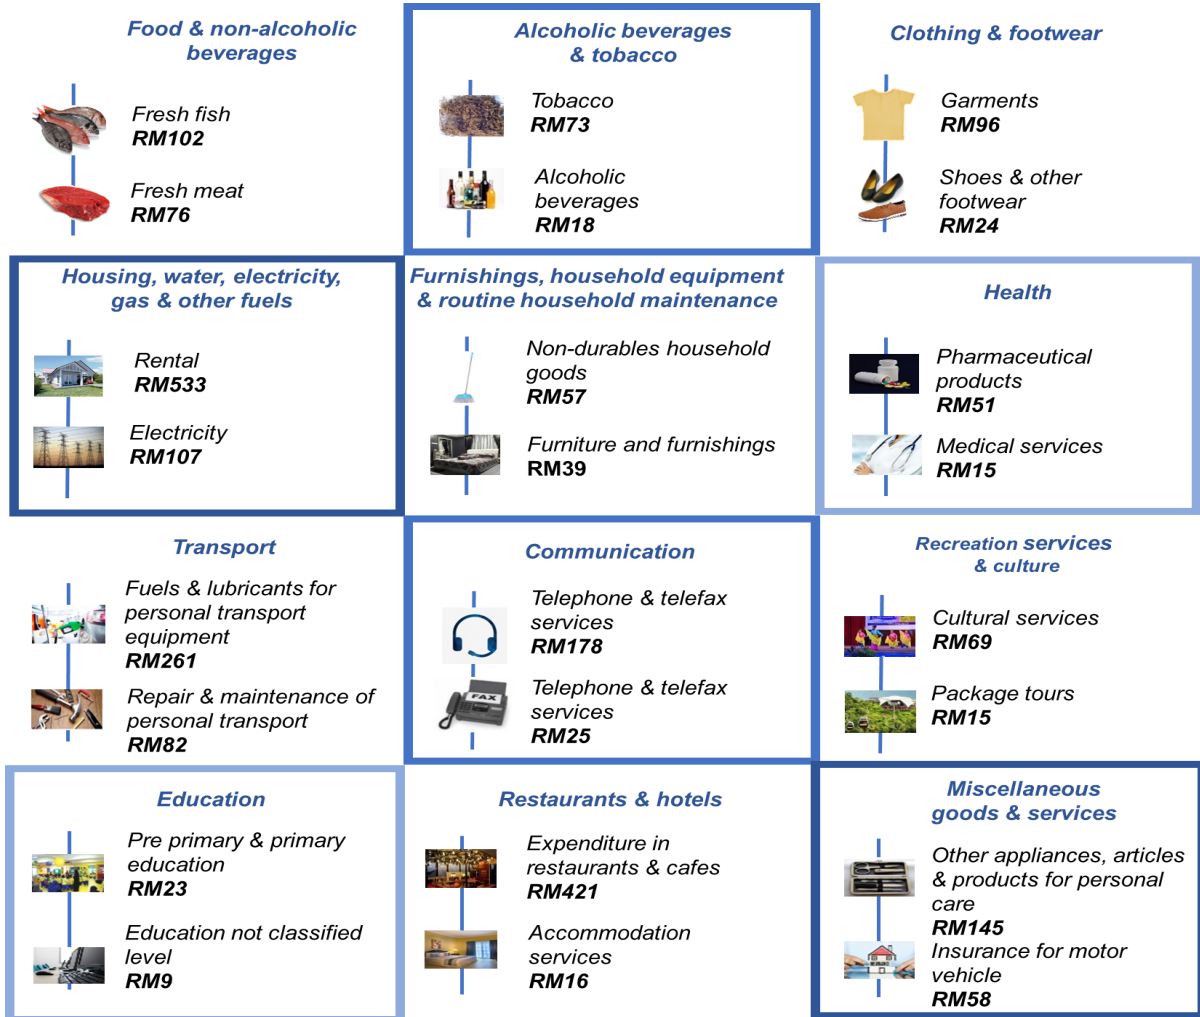 Food & non-alcoholic
beverages
Fresh fish
RM102
Fresh meat
RM76
Alcoholic beverages
& tobacco
Tobacco
RM73
Alcoholic
beverages
RM18
Clothing & footwear
Garments
RM96
Shoes & other
footwear
RM24
Housing, water, electricity,
gas & other fuels
Rental
RM533
Electricity
RM107
Furnishings, household equipment
& routine household maintenance
Non-durables household
goods
RM57
Furniture and furnishings
RM39
Health
Pharmaceutical
products
RM51
Medical services
RM15
Transport
Fuels & lubricants for
personal transport
equipment
RM261
Repair & maintenance of
personal transport
RM82
Communication
Telephone & telefax
services
RM178
FAX
Telephone & telefax
services
RM25
Recreation services
& culture
Cultural services
RM69
Package tours
RM15
Education
Pre primary & primary
education
RM23
Education not classified
level
RM9
Restaurants & hotels
Expenditure in
restaurants & cafes
RM421
Accommodation
services
RM16
Miscellaneous
goods & services
Other appliances, articles
& products for personal
care
RM145
Insurance for motor
vehicle
RM58